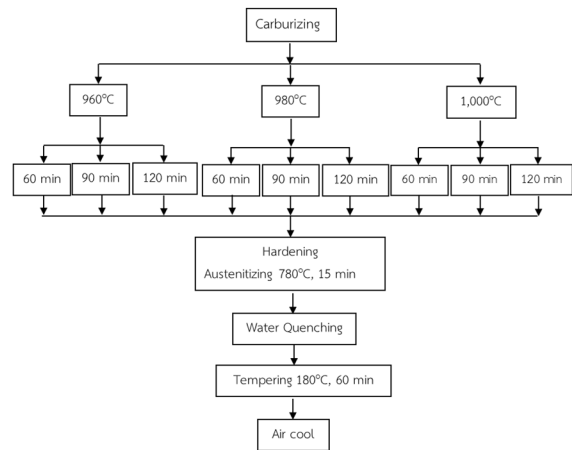 Carburizing
960°C
980°C
1,000°C
60 min
90 min
120 min
60 min
90 min
120 min
60 min
90 min
120 min
Hardening
Austenitizing 780°C, 15 min
Water Quenching
Tempering 180°C, 60 min
Air cool